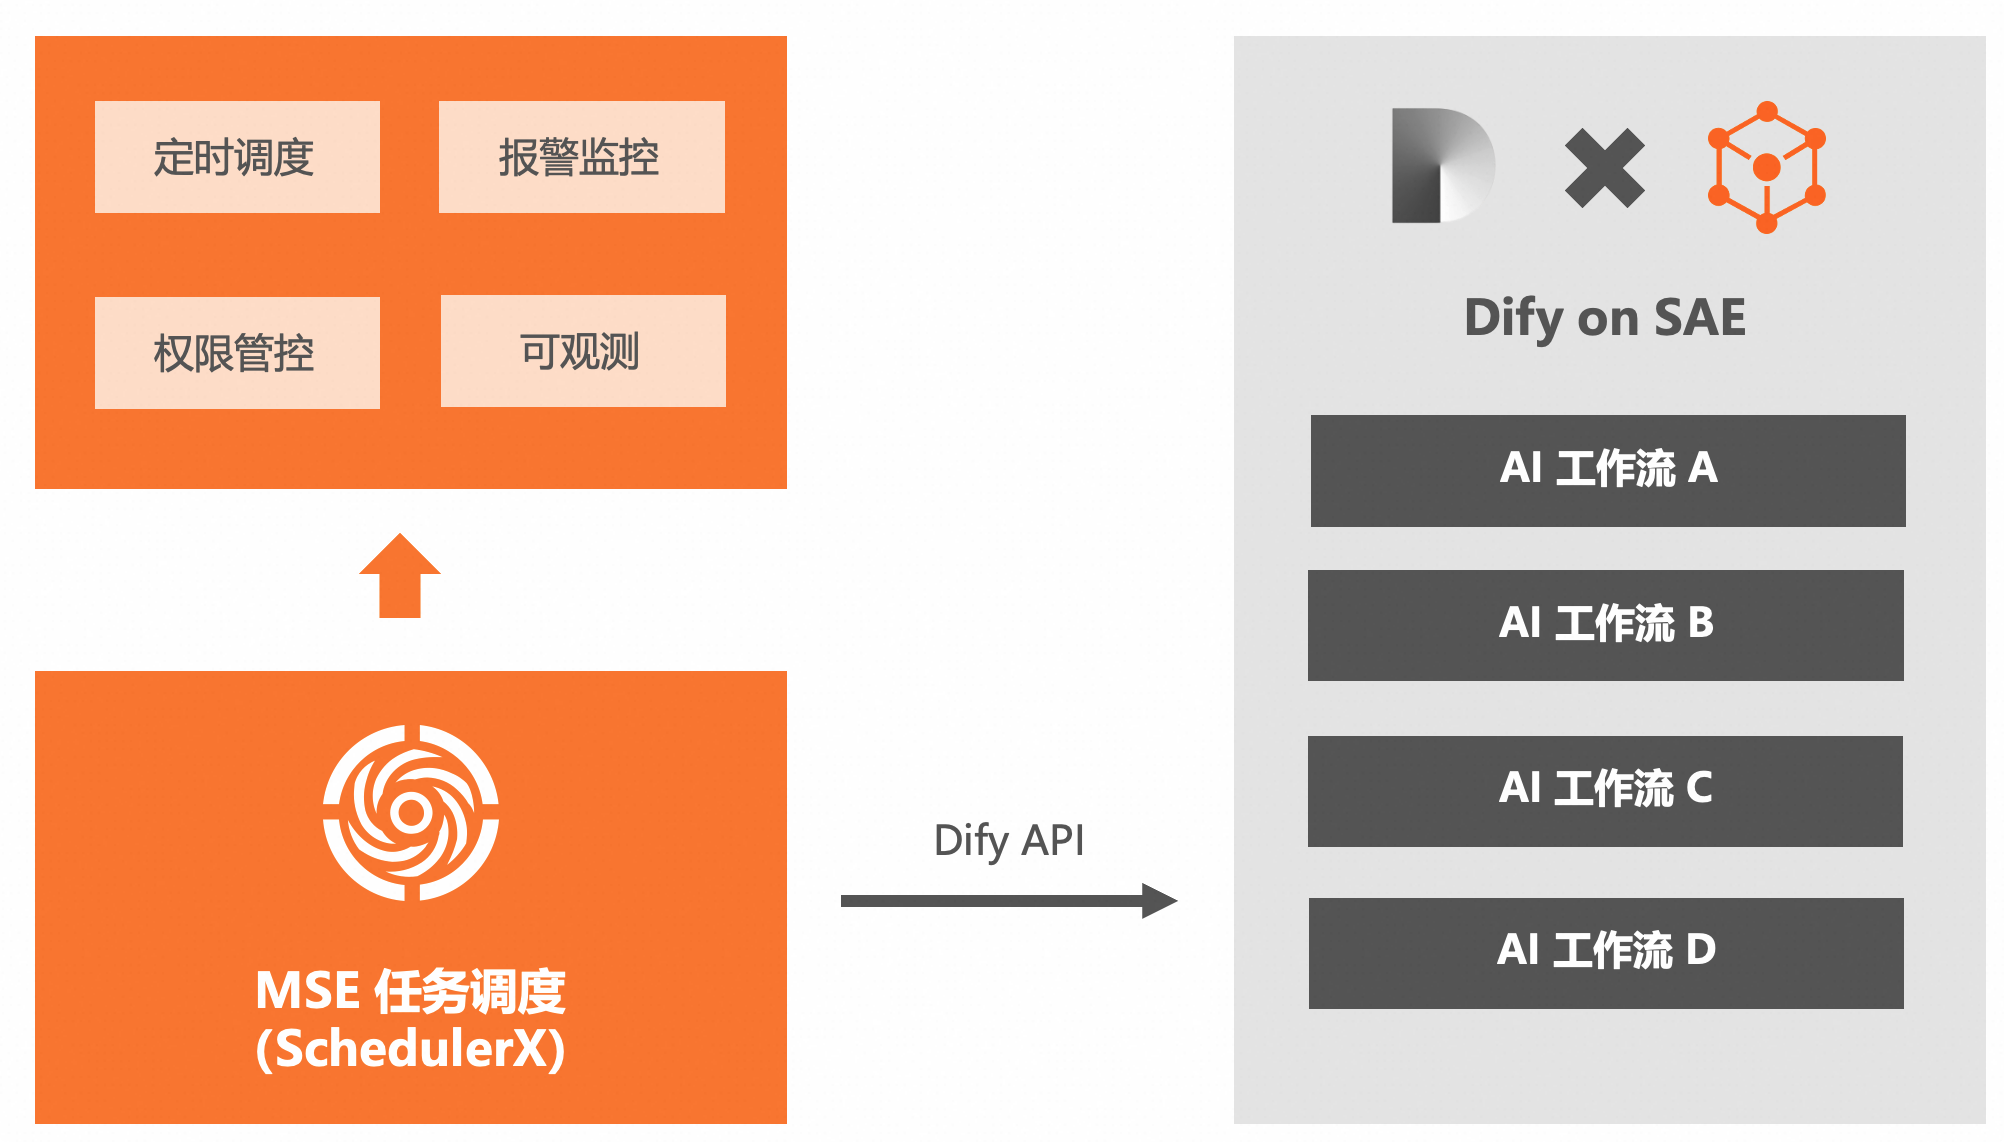 定时调度
报警监控
权限管控
可观测
MSE 任务调度
(SchedulerX)
Dify API
Dify on SAE
AI 工作流 A
AI 工作流 B
AI 工作流 C
AI 工作流 D